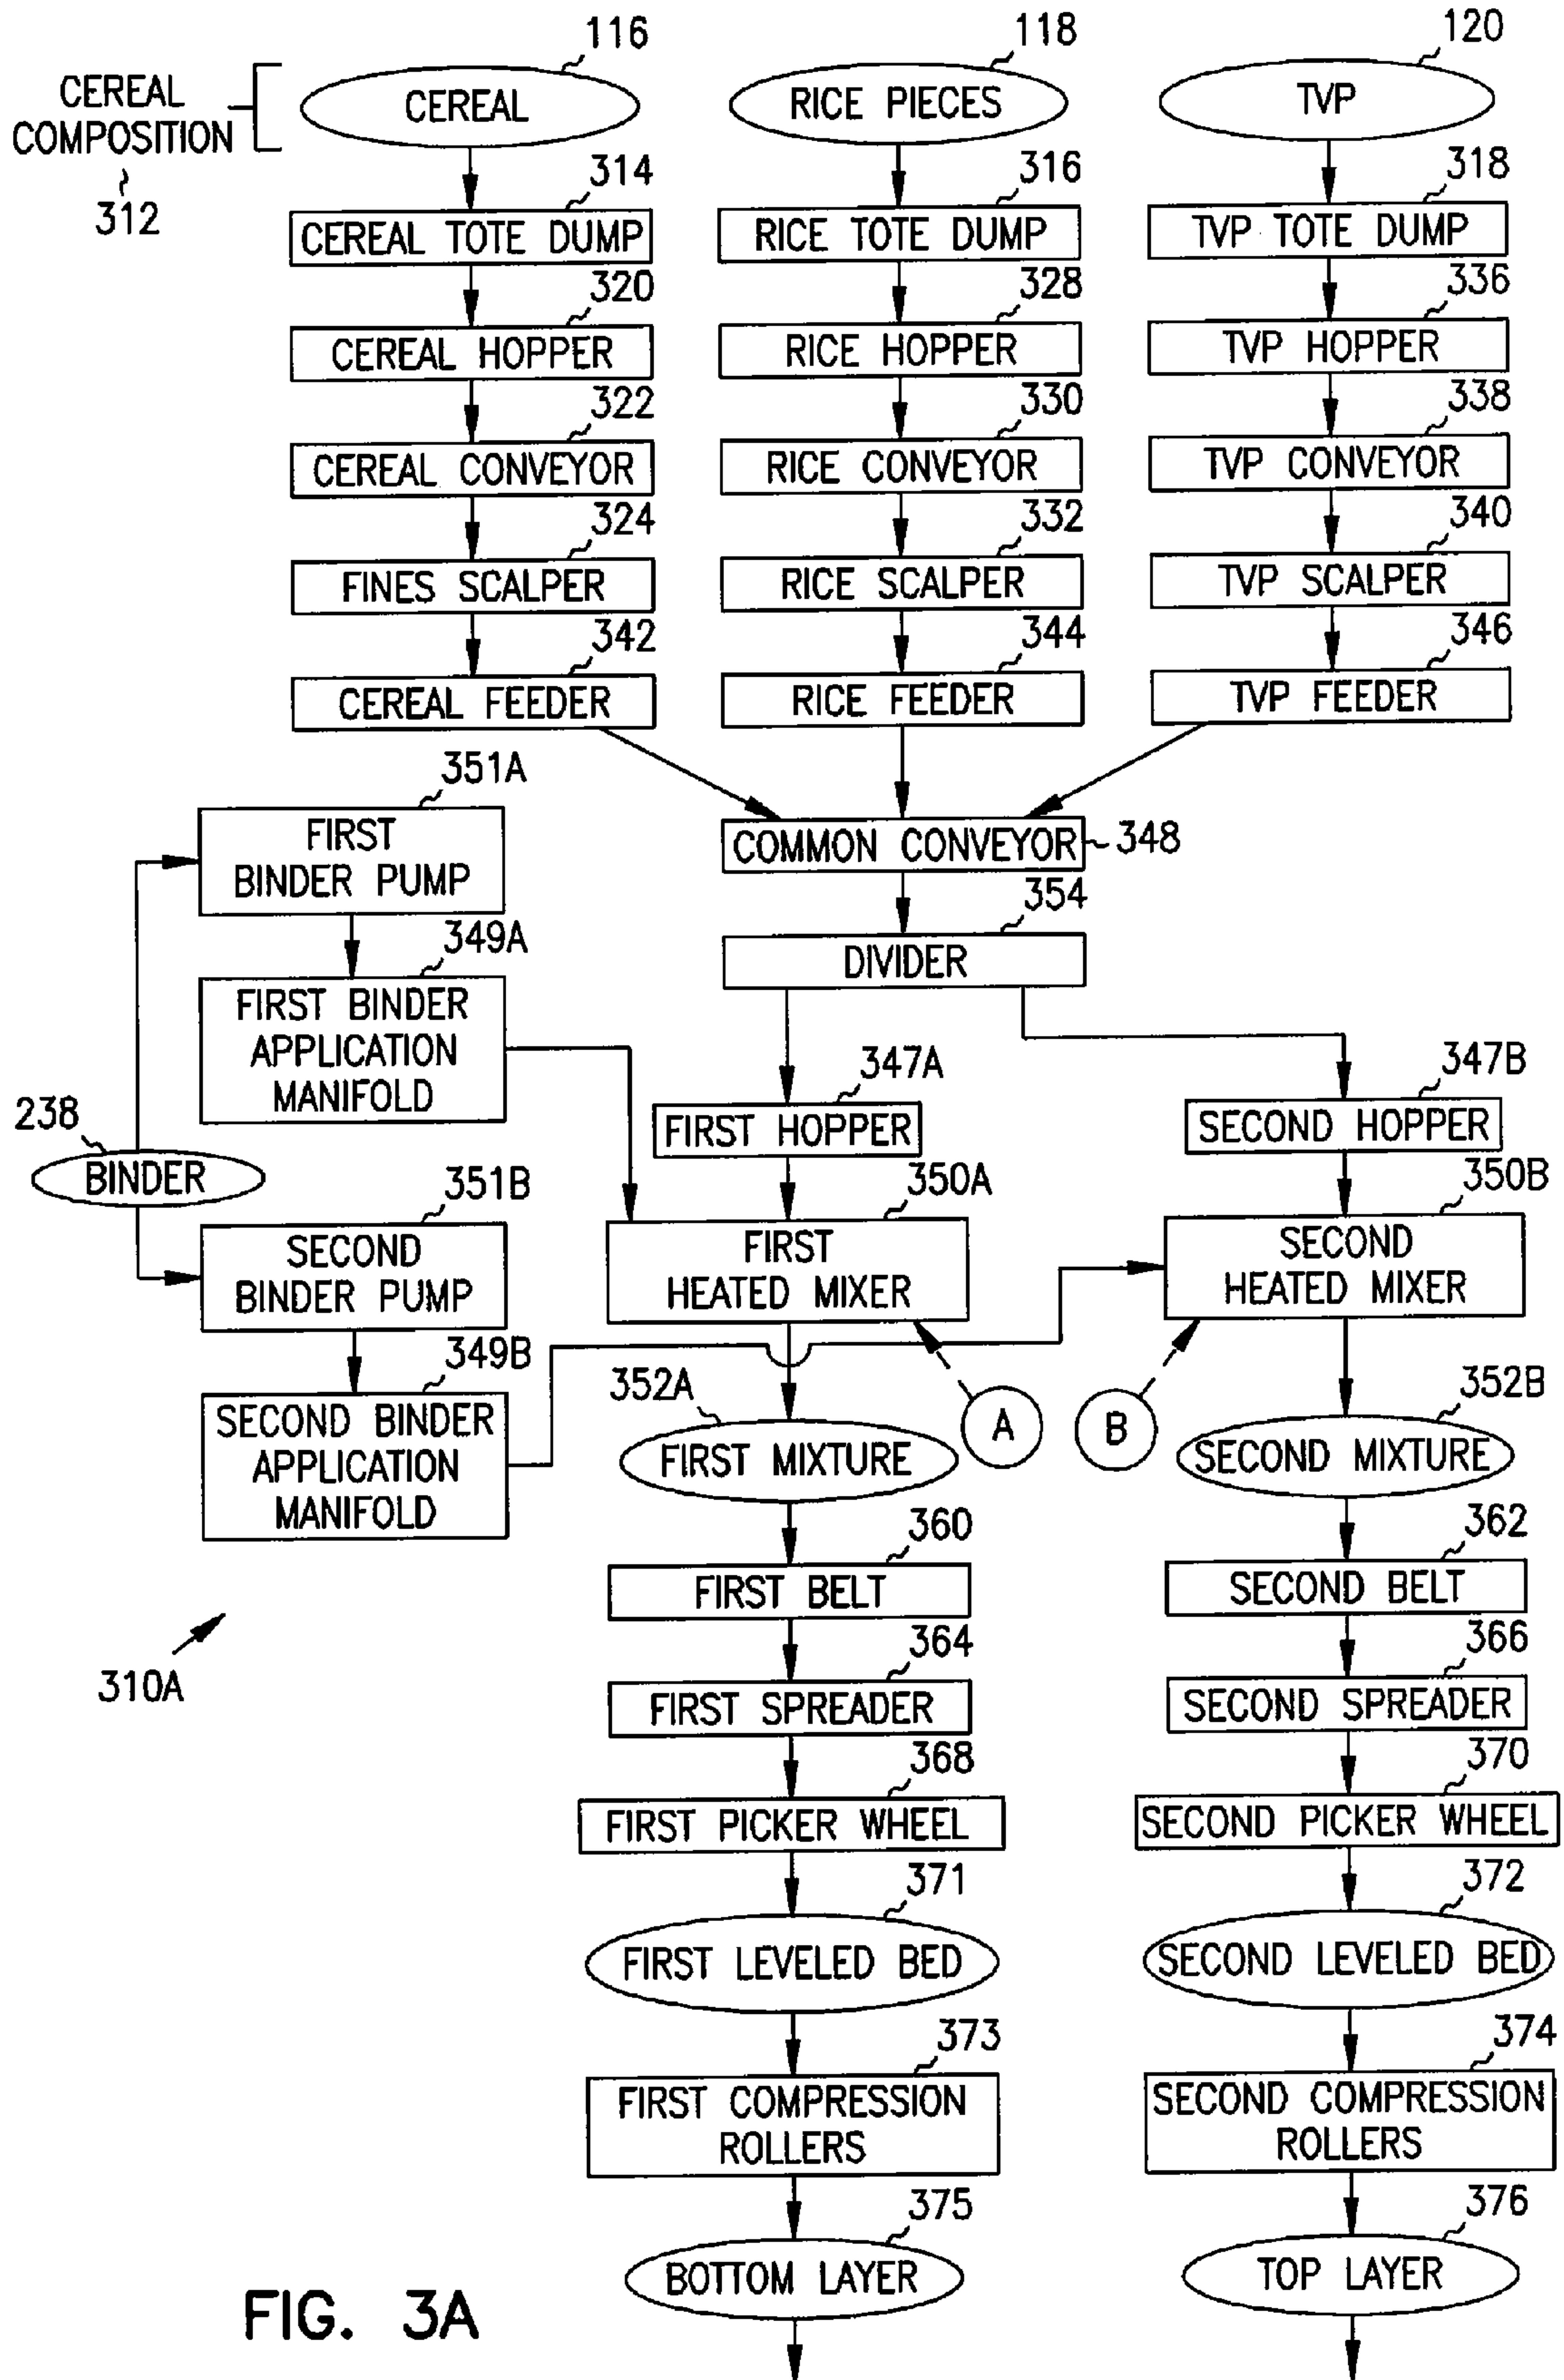 116
118
120
CEREAL
COMPOSITION
312
CEREAL
RICE PIECES
TVP
314
316
318
CEREAL TOTE DUMP
RICE TOTE DUMP
TVP TOTE DUMP
320
328
336
CEREAL HOPPER
RICE HOPPER
TVP HOPPER
322
330
338
CEREAL CONVEYOR
RICE CONVEYOR
TVP CONVEYOR
324
332
340
FINES SCALPER
RICE SCALPER
TVP SCALPER
342
344
346
CEREAL FEEDER
RICE FEEDER
TVP FEEDER
351A
FIRST
BINDER PUMP
COMMON CONVEYOR
348
354
DIVIDER
349A
FIRST BINDER
APPLICATION
MANIFOLD
347A
FIRST HOPPER
347B
SECOND HOPPER
238
BINDER
351B
SECOND
BINDER PUMP
350A
FIRST
HEATED MIXER
350B
SECOND
HEATED MIXER
349B
SECOND BINDER
APPLICATION
MANIFOLD
352A
FIRST MIXTURE
A
B
352B
SECOND MIXTURE
360
FIRST BELT
362
SECOND BELT
310A
364
FIRST SPREADER
366
SECOND SPREADER
368
FIRST PICKER WHEEL
370
SECOND PICKER WHEEL
371
FIRST LEVELED BED
372
SECOND LEVELED BED
373
FIRST COMPRESSION
ROLLERS
374
SECOND COMPRESSION
ROLLERS
375
BOTTOM LAYER
376
TOP LAYER
FIG. 3A